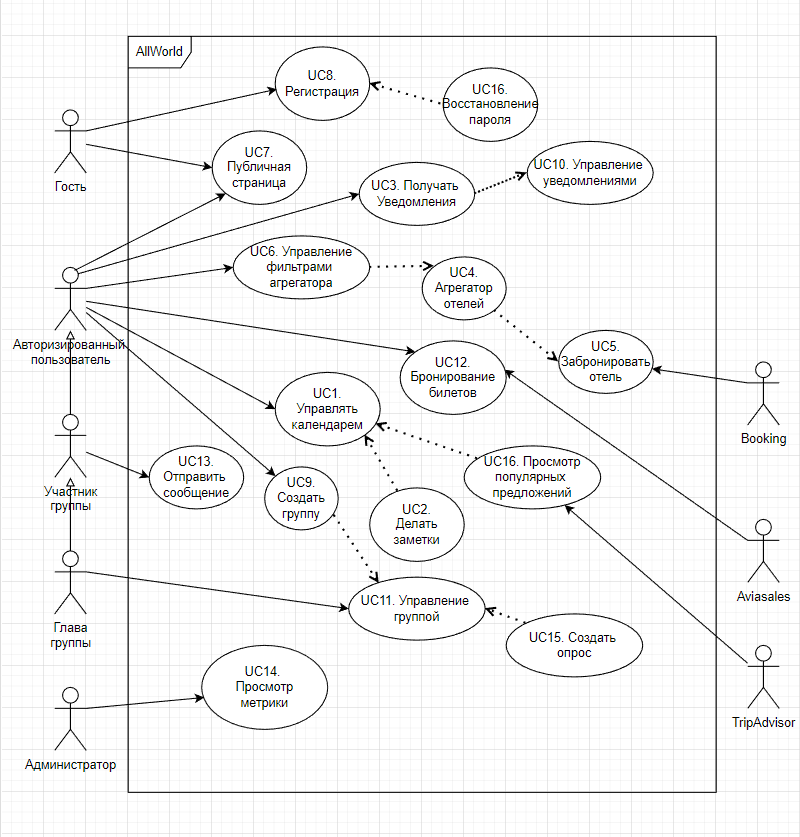 AllWorld
UC8.
Регистрация
UC16.
Восстановление
пароля
Гость
UC7.
Публичная
страница
UC3. Получать
Уведомления
UC10. Управление
уведомлениями
UC6. Управление
фильтрами
агрегатора
UC4.
Агрегатор
отелей
Авторизированный
пользователь
UC12.
Бронирование
билетов
UC5.
Забронировать
отель
Booking
UC1.
Управлять
календарем
UC13.
Отправить
сообщение
UC9.
Создать
группу
UC16. Просмотр
популярных
предложений
Участник
группы
UC2.
Делать
заметки
Aviasales
UC11. Управление
группой
Глава
группы
UC15. Создать
опрос
UC14.
Просмотр
метрики
TripAdvisor
Администратор